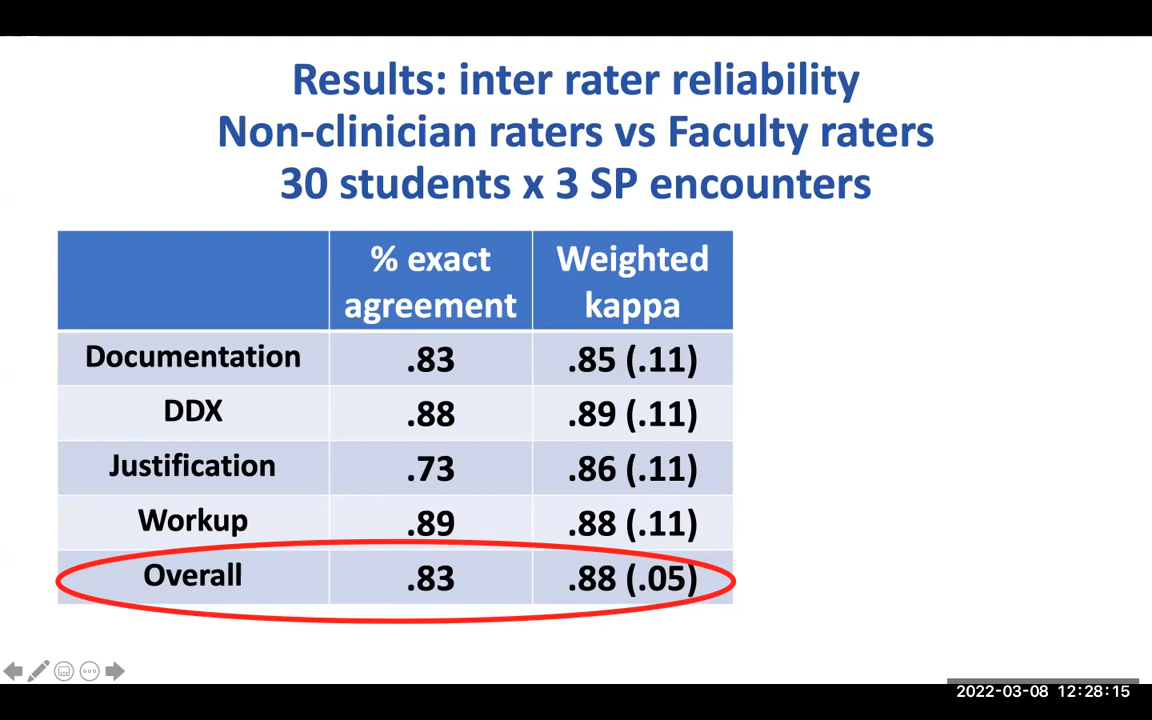 Results: inter rater reliability
Non-clinician raters vs Faculty raters
30 students x 3 SP encounters
% exact agreement Weighted kappa
Documentation .83 .85 (.11)
DDX .88 .89 (.11)
Justification .73 .86 (.11)
Workup .89 .88 (.11)
Overall .83 .88 (.05)
2022-03-08 12:28:15